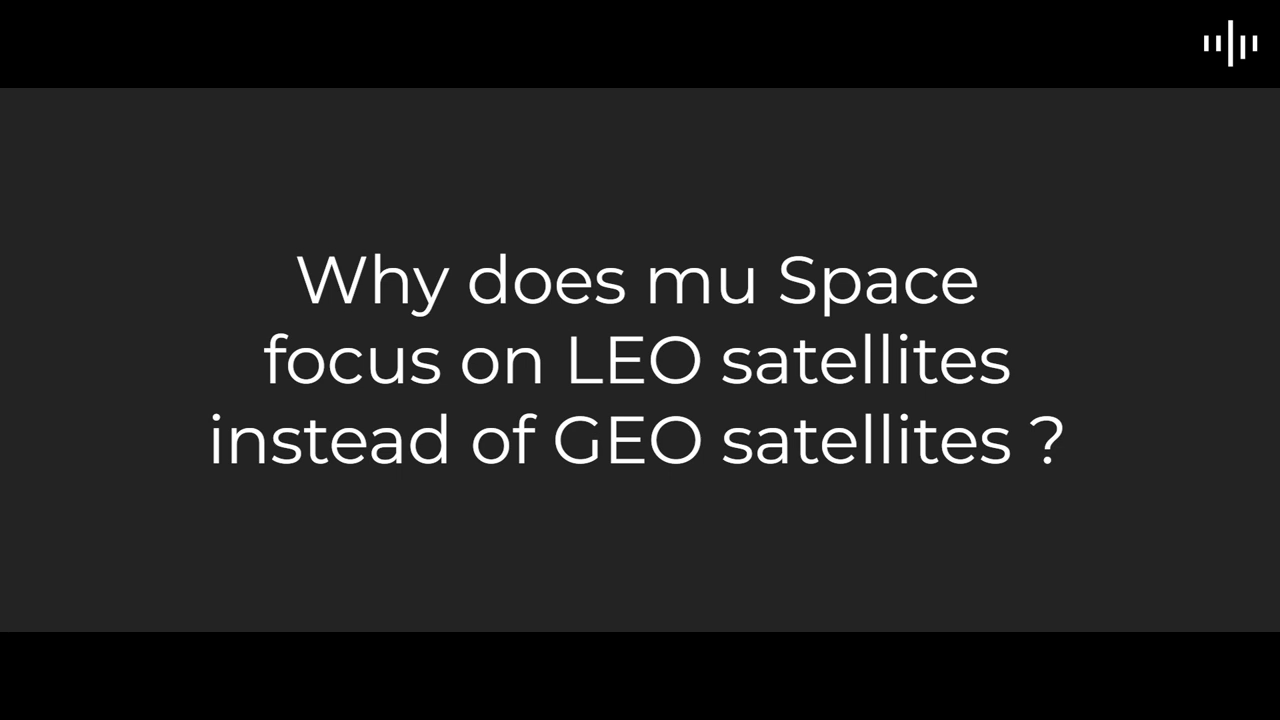 Why does mu Space
focus on LEO satellites
instead of GEO satellites ?